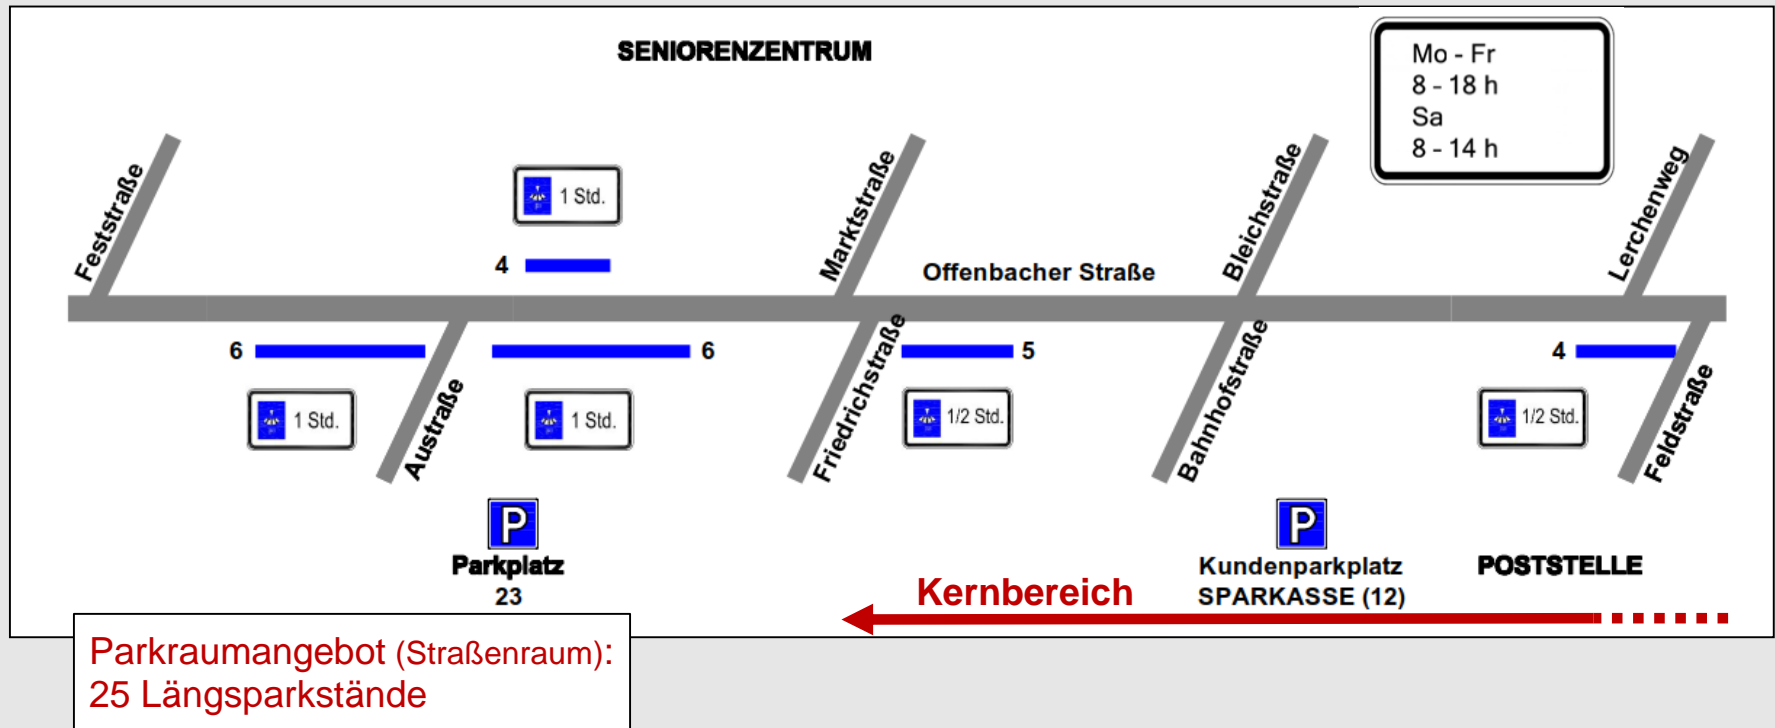 SENIORENZENTRUM
Mo - Fr
8 - 18 h
Sa
8 - 14 h
Feststraße
1 Std.
Marktstraße
Bleichstraße
Lerchenweg
4
Offenbacher Straße
6
6
5
4
1 Std.
Austraße
1 Std.
Friedrichstraße
1/2 Std.
Bahnhofstraße
1/2 Std.
Feldstraße
P
Parkplatz
23
P
Kundenparkplatz
SPARKASSE (12)
POSTSTELLE
Kernbereich
Parkraumangebot (Straßenraum):
25 Längsparkstände